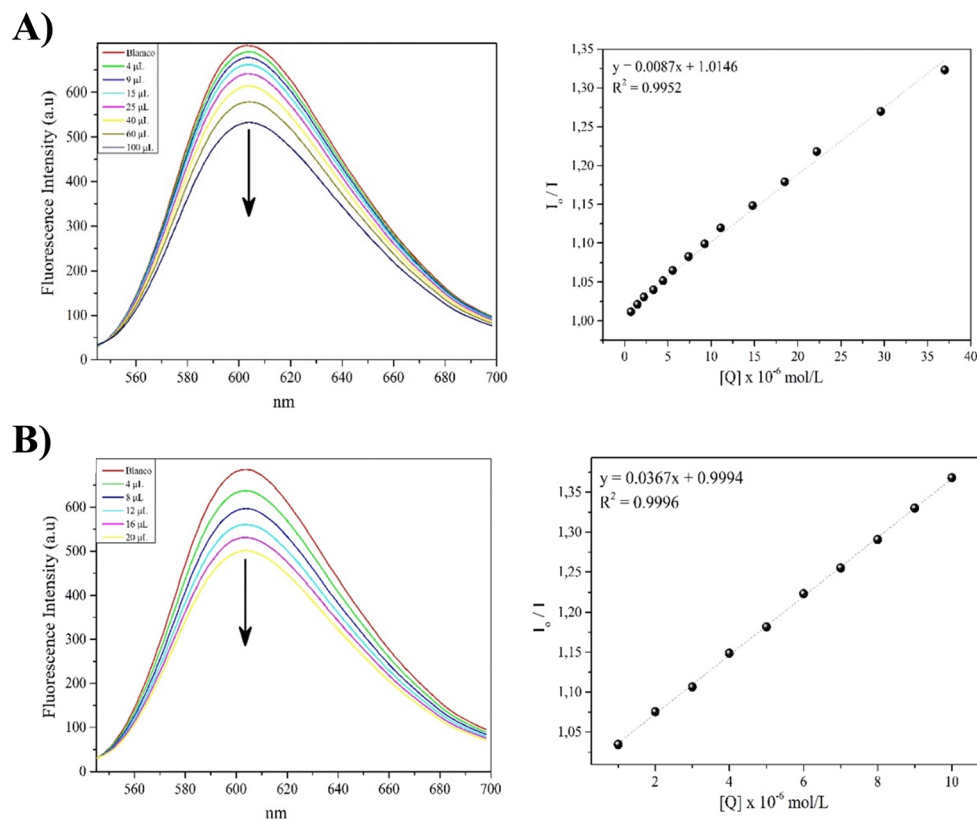 A)
Blanco
4 µL
9 µL
15 µL
25 µL
40 µL
60 µL
100 µL
600
500
400
300
200
100
0
Fluorescence Intensity (a.u)
560 580 600 620 640 660 680 700
nm
y = 0.0087x + 1.0146
R² = 0.9952
1,35
1,30
1,25
1,20
1,15
1,10
1,05
1,00
I₀ / I
0 5 10 15 20 25 30 35 40
[Q] x 10⁻⁶ mol/L
B)
Blanco
4 µL
8 µL
12 µL
16 µL
20 µL
700
600
500
400
300
200
100
0
Fluorescence Intensity (a.u)
560 580 600 620 640 660 680 700
nm
y = 0.0367x + 0.9994
R² = 0.9996
1,35
1,30
1,25
1,20
1,15
1,10
1,05
I₀ / I
2 4 6 8 10
[Q] x 10⁻⁶ mol/L